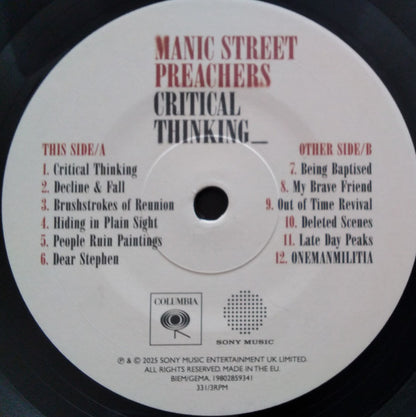 MANIC STREET
PREACHERS
CRITICAL
THINKING_
THIS SIDE/A
1. Critical Thinking
2. Decline & Fall
3. Brushstrokes of Reunion
4. Hiding in Plain Sight
5. People Ruin Paintings
6. Dear Stephen
OTHER SIDE/B
7. Being Baptised
8. My Brave Friend
9. Out of Time Revival
10. Deleted Scenes
11. Late Day Peaks
12. ONEMANMILITIA
COLUMBIA
SONY MUSIC
℗ & © 2025 SONY MUSIC ENTERTAINMENT UK LIMITED.
ALL RIGHTS RESERVED. MADE IN THE EU.
BIEM/GEMA. 19802859341
331/3RPM